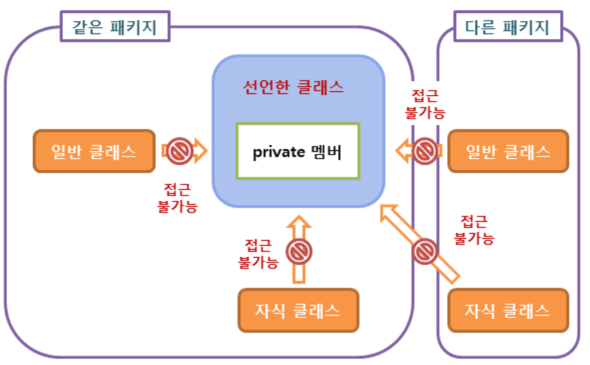 같은 패키지
다른 패키지
선언한 클래스
접근
불가능
일반 클래스
private 멤버
일반 클래스
접근
불가능
접근
불가능
접근
불가능
자식 클래스
자식 클래스